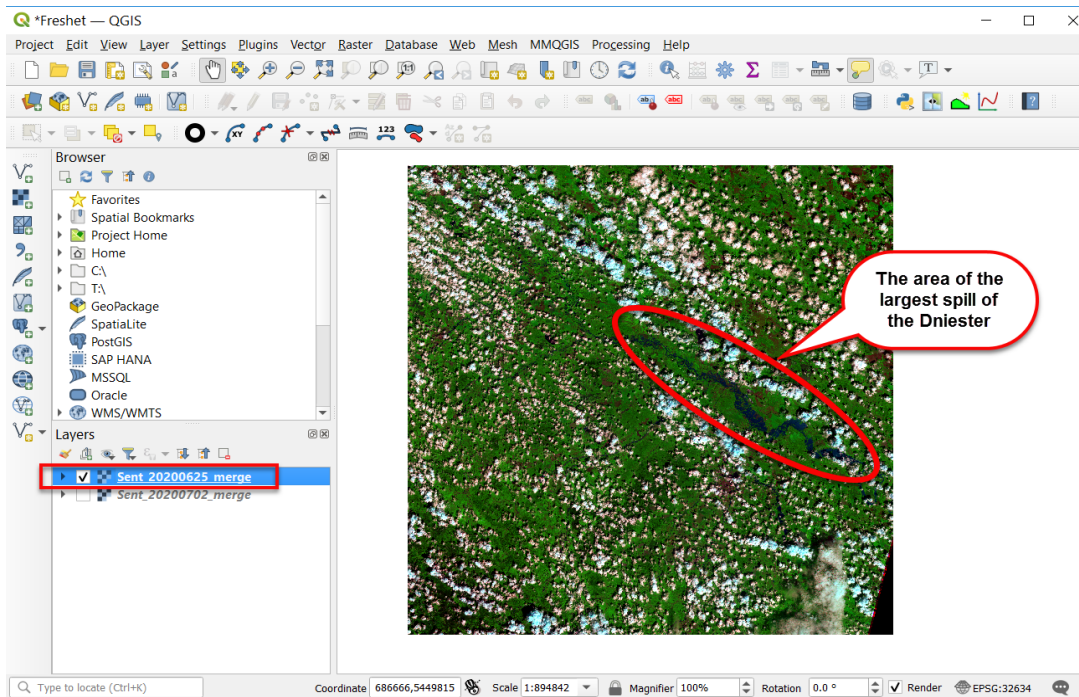 *Freshet — QGIS
Project Edit View Layer Settings Plugins Vector Raster Database Web Mesh MMQGIS Processing Help
Browser
Favorites
Spatial Bookmarks
Project Home
Home
C:\
T:\
GeoPackage
SpatiaLite
PostGIS
SAP HANA
MSSQL
Oracle
WMS/WMTS
Layers
Sent_20200625_merge
Sent_20200702_merge
The area of the
largest spill of
the Dniester
Type to locate (Ctrl+K) Coordinate 686666,5449815 Scale 1:894842 Magnifier 100% Rotation 0.0 ° Render EPSG:32634